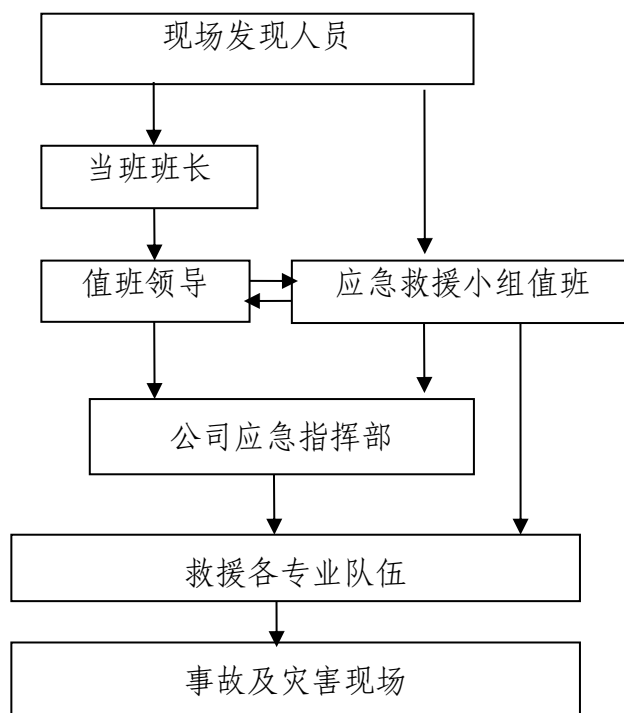 现场发现人员
当班班长
值班领导
应急救援小组值班
公司应急指挥部
救援各专业队伍
事故及灾害现场